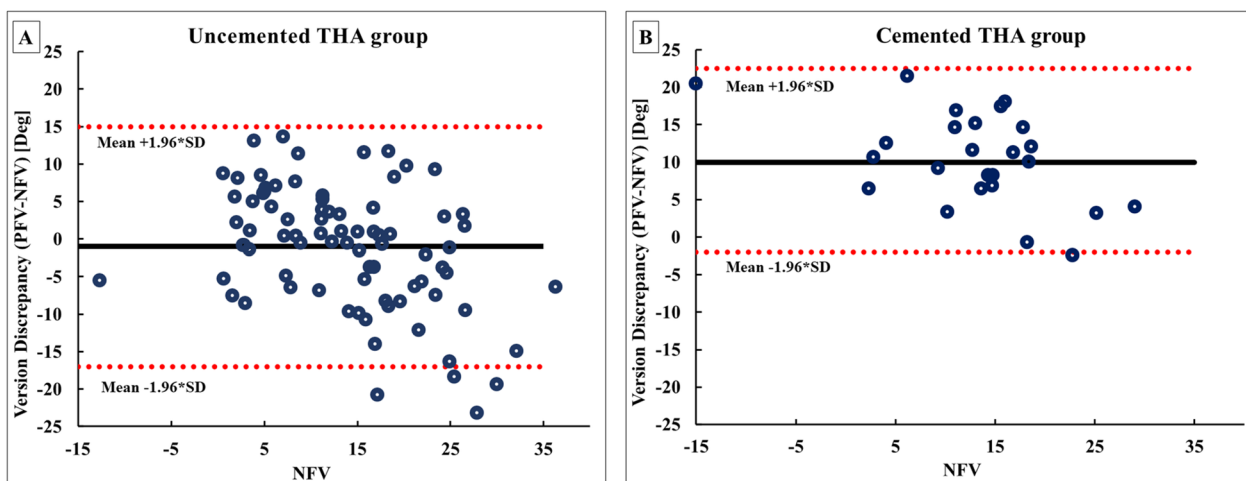 A
Uncemented THA group
Version Discrepancy (PFV-NFV) [Deg]
25
20
15
10
5
0
-5
-10
-15
-20
-25
Mean +1.96*SD
Mean -1.96*SD
-15
-5
5
15
25
35
NFV
B
Cemented THA group
Version Discrepancy (PFV-NFV) [Deg]
25
20
15
10
5
0
-5
-10
-15
-20
-25
Mean +1.96*SD
Mean -1.96*SD
-15
-5
5
15
25
35
NFV